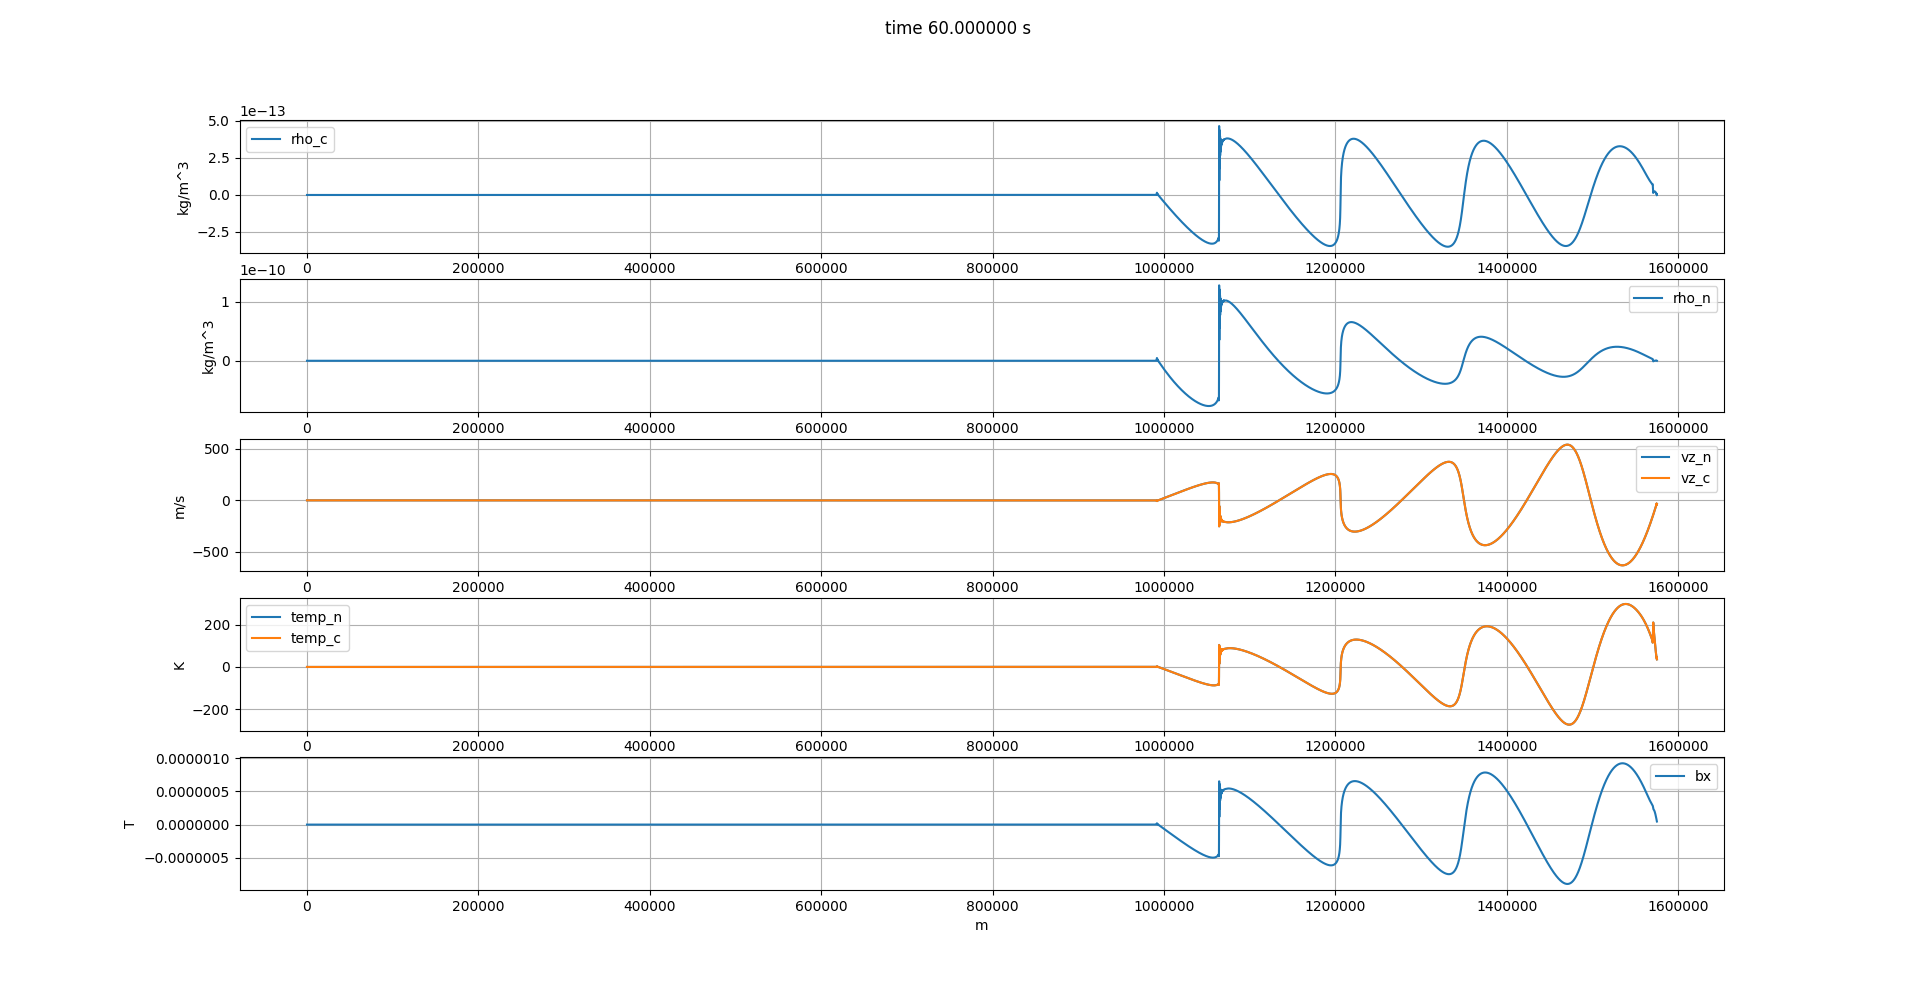 time 60.000000 s
1e−13
5.0
2.5
0.0
−2.5
kg/m^3
rho_c
0 200000 400000 600000 800000 1000000 1200000 1400000 1600000
1e−10
1
0
kg/m^3
rho_n
0 200000 400000 600000 800000 1000000 1200000 1400000 1600000
500
0
−500
m/s
vz_n
vz_c
0 200000 400000 600000 800000 1000000 1200000 1400000 1600000
200
0
−200
K
temp_n
temp_c
0 200000 400000 600000 800000 1000000 1200000 1400000 1600000
0.0000010
0.0000005
0.0000000
−0.0000005
T
bx
0 200000 400000 600000 800000 1000000 1200000 1400000 1600000
m